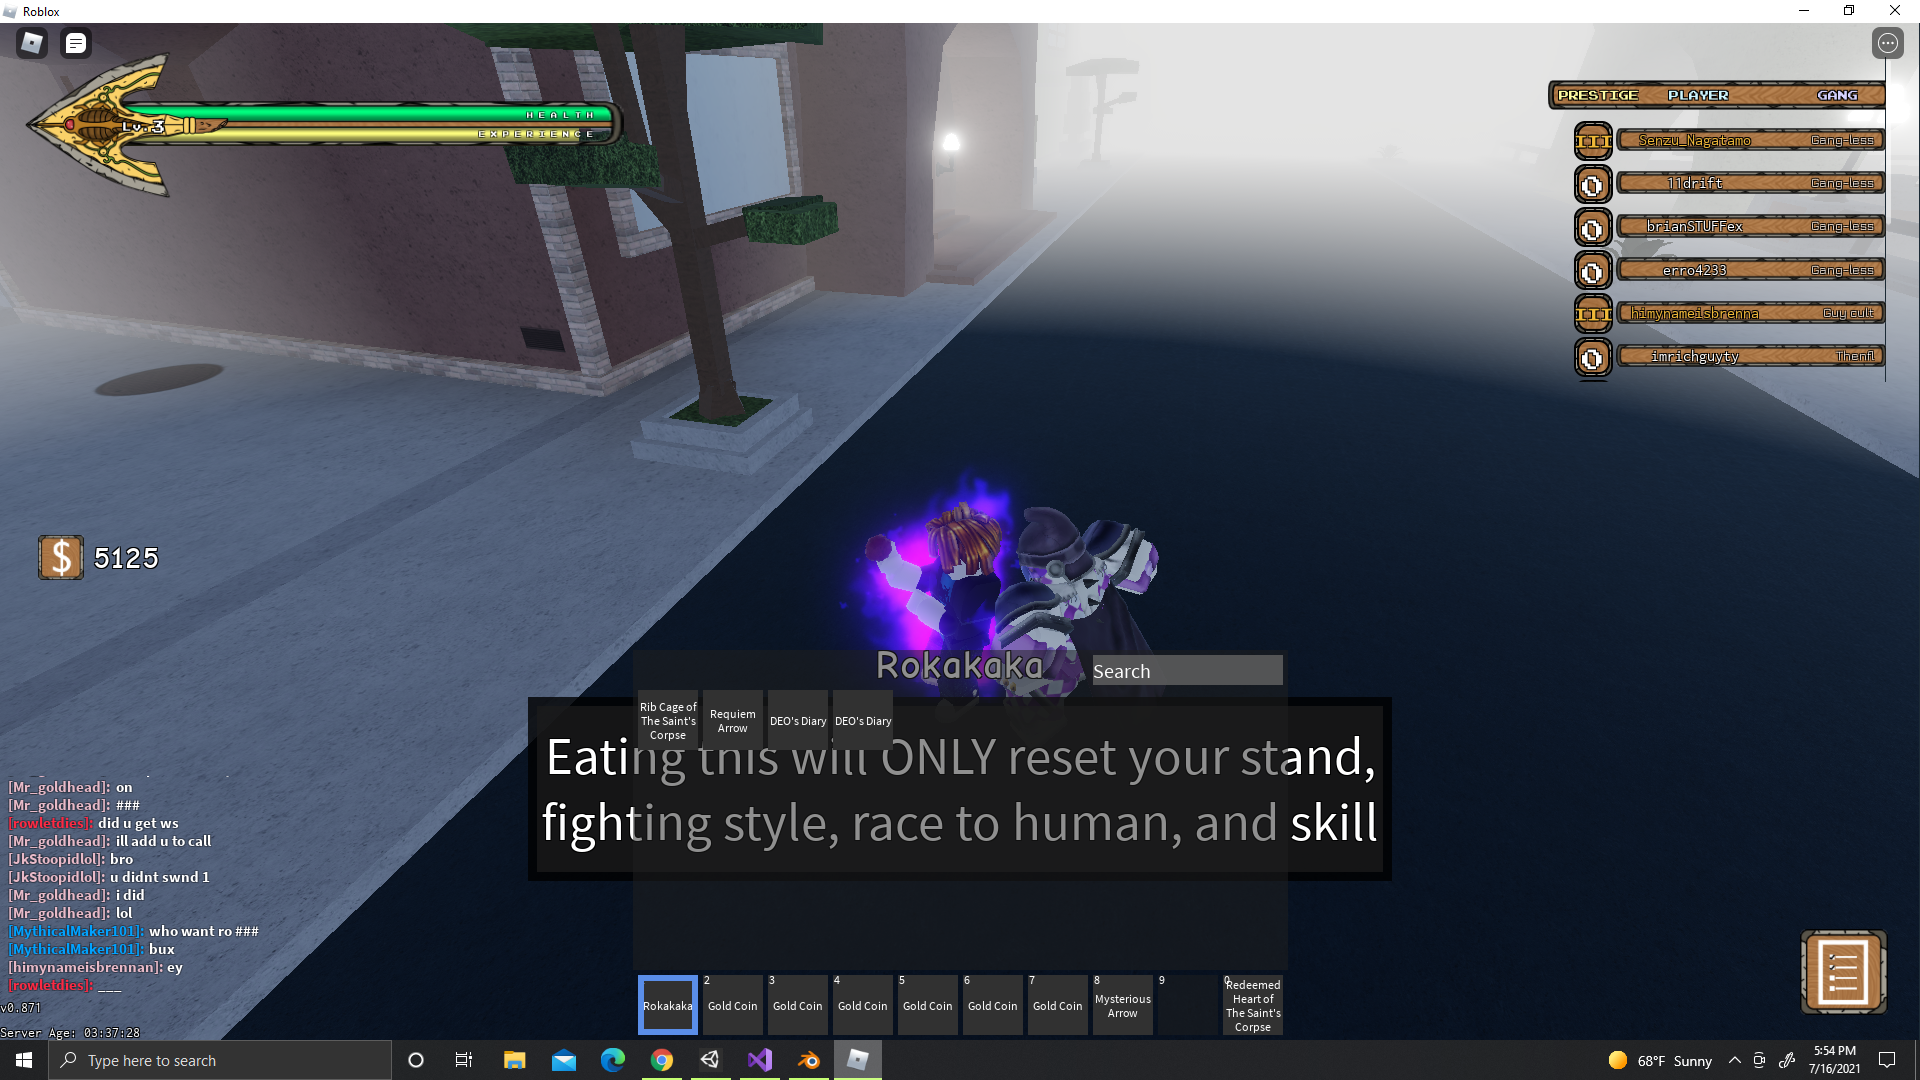 Roblox
HEALTH
Lv.3
EXPERIENCE
PRESTIGE PLAYER GANG
III Senzu_Nagatamo Gang-less
0 11drift Gang-less
0 brianSTUFFex Gang-less
0 erro4233 Gang-less
III himynameisbrenna Guy cult
0 imrichguyty Thenfl
$ 5125
Rokakaka
Search
Rib Cage of
The Saint's
Corpse
Requiem
Arrow
DEO's Diary
DEO's Diary
Eating this will ONLY reset your stand,
fighting style, race to human, and skill
[Mr_goldhead]: on
[Mr_goldhead]: ###
[rowletdies]: did u get ws
[Mr_goldhead]: ill add u to call
[JkStoopidlol]: bro
[JkStoopidlol]: u didnt swnd 1
[Mr_goldhead]: i did
[Mr_goldhead]: lol
[MythicalMaker101]: who want ro ###
[MythicalMaker101]: bux
[himynameisbrennan]: ey
[rowletdies]: ___
v0.871
Server Age: 03:37:28
Rokakaka
2 Gold Coin
3 Gold Coin
4 Gold Coin
5 Gold Coin
6 Gold Coin
7 Gold Coin
8 Mysterious
Arrow
9
0 Redeemed
Heart of
The Saint's
Corpse
Type here to search
68°F Sunny
5:54 PM
7/16/2021